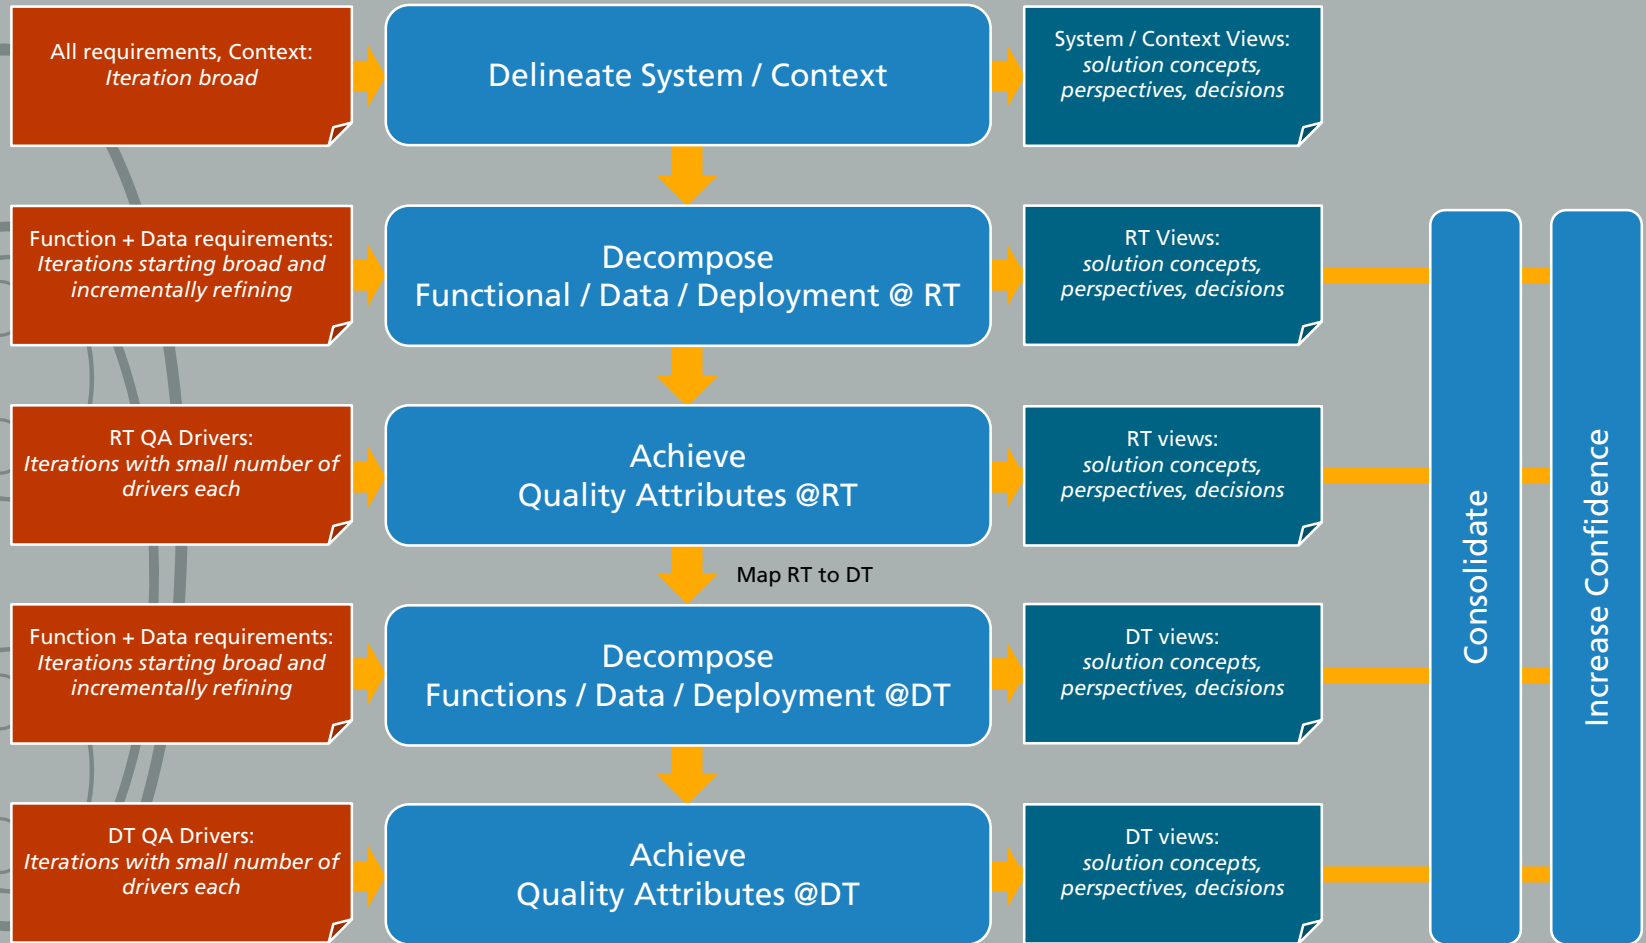 All requirements, Context:
Iteration broad
Delineate System / Context
System / Context Views:
solution concepts,
perspectives, decisions
Function + Data requirements:
Iterations starting broad and
incrementally refining
Decompose
Functional / Data / Deployment @ RT
RT Views:
solution concepts,
perspectives, decisions
RT QA Drivers:
Iterations with small number of
drivers each
Achieve
Quality Attributes @RT
RT views:
solution concepts,
perspectives, decisions
Map RT to DT
Function + Data requirements:
Iterations starting broad and
incrementally refining
Decompose
Functions / Data / Deployment @DT
DT views:
solution concepts,
perspectives, decisions
DT QA Drivers:
Iterations with small number of
drivers each
Achieve
Quality Attributes @DT
DT views:
solution concepts,
perspectives, decisions
Consolidate
Increase Confidence